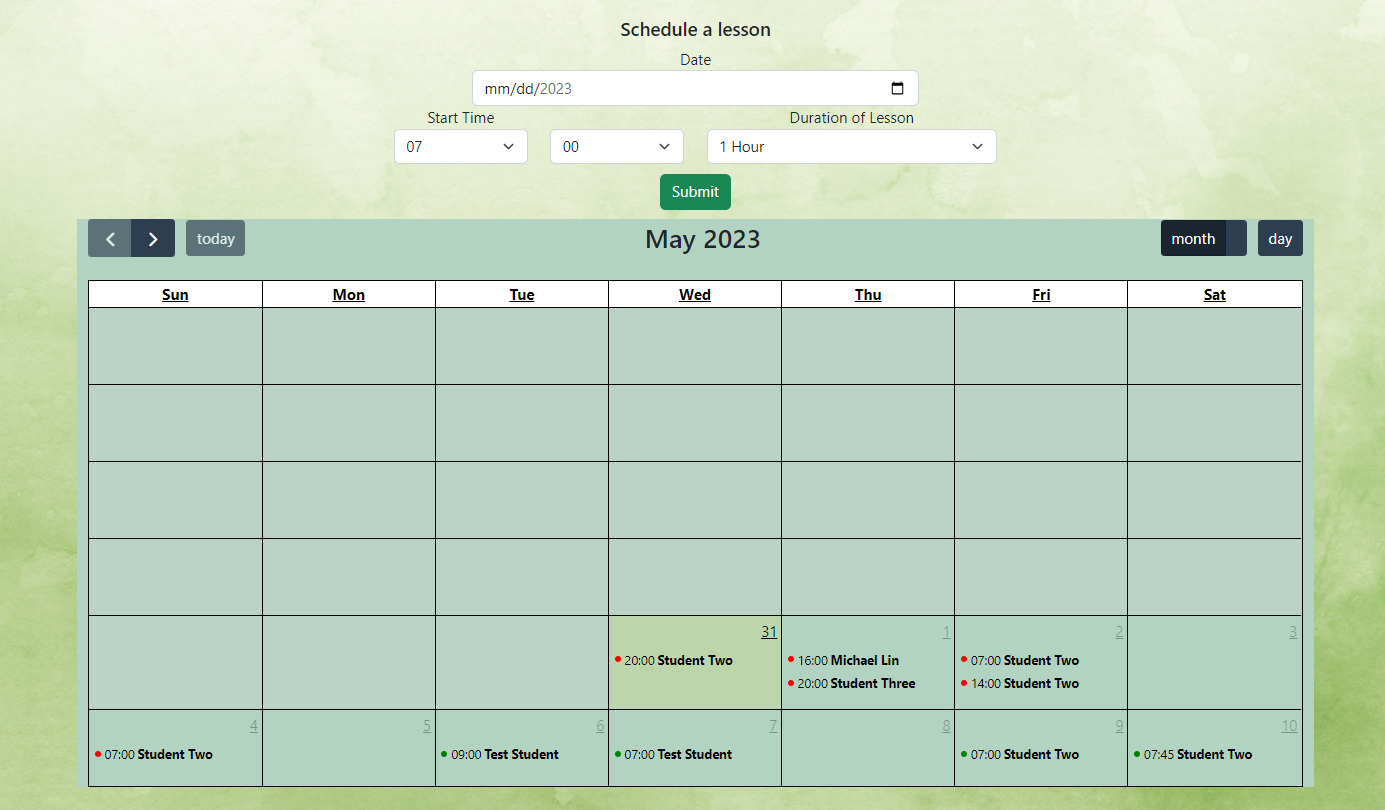 Schedule a lesson
Date
mm/dd/2023
Start Time Duration of Lesson
07 00 1 Hour
Submit
today May 2023 month day
Sun Mon Tue Wed Thu Fri Sat
31 1 2 3
20:00 Student Two 16:00 Michael Lin 07:00 Student Two
20:00 Student Three 14:00 Student Two
4 5 6 7 8 9 10
07:00 Student Two 09:00 Test Student 07:00 Test Student 07:00 Student Two 07:45 Student Two